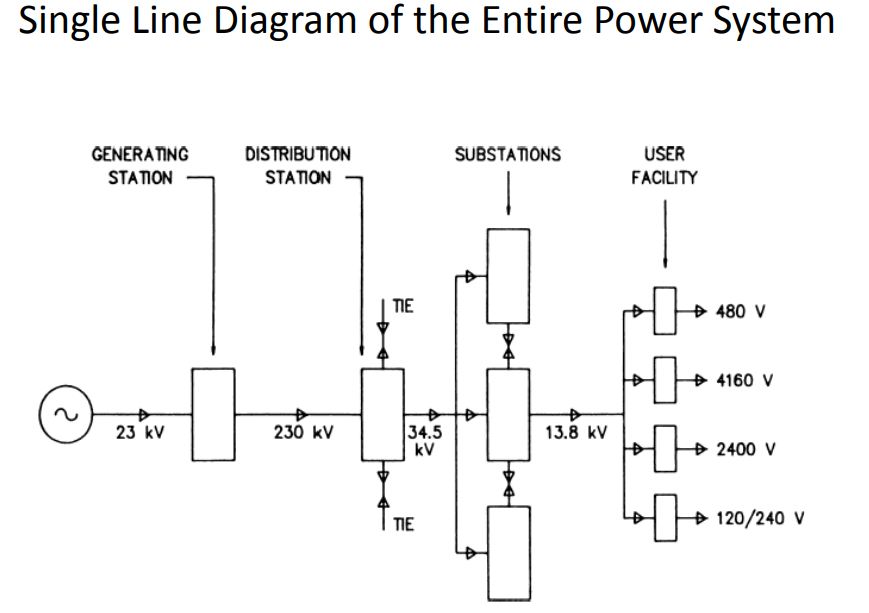 Single Line Diagram of the Entire Power System
GENERATING
STATION
DISTRIBUTION
STATION
SUBSTATIONS
USER
FACILITY
TIE
480 V
4160 V
23 kV
230 kV
34.5
kV
13.8 kV
2400 V
TIE
120/240 V